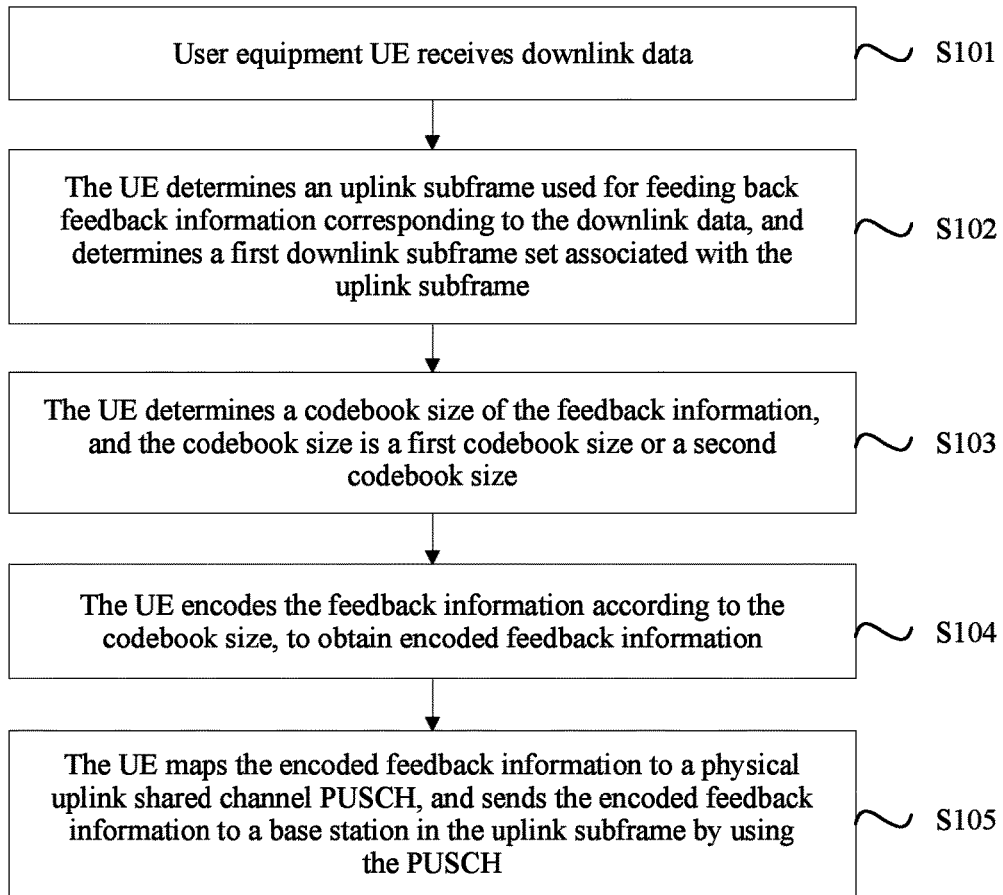 User equipment UE receives downlink data
S101
The UE determines an uplink subframe used for feeding back
feedback information corresponding to the downlink data, and
determines a first downlink subframe set associated with the
uplink subframe
S102
The UE determines a codebook size of the feedback information,
and the codebook size is a first codebook size or a second
codebook size
S103
The UE encodes the feedback information according to the
codebook size, to obtain encoded feedback information
S104
The UE maps the encoded feedback information to a physical
uplink shared channel PUSCH, and sends the encoded feedback
information to a base station in the uplink subframe by using
the PUSCH
S105